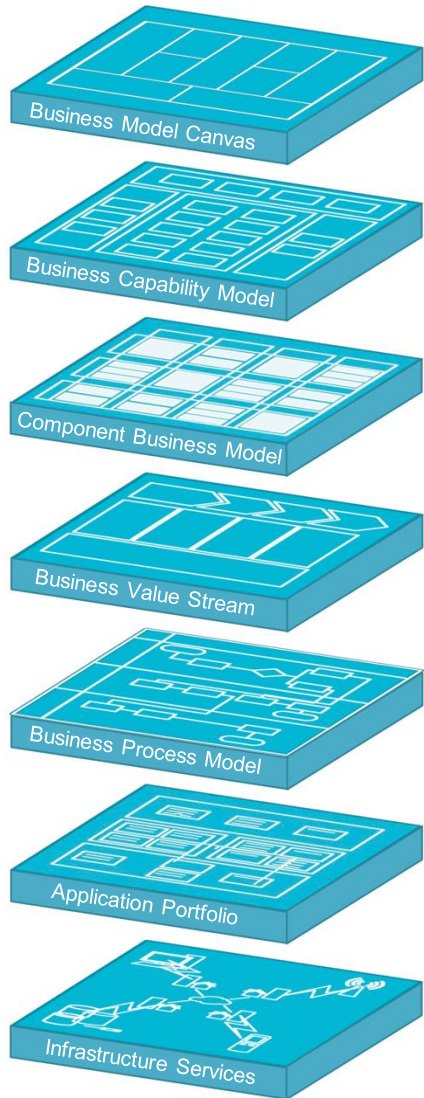 Business Model Canvas
Business Capability Model
Component Business Model
Business Value Stream
Business Process Model
Application Portfolio
Infrastructure Services